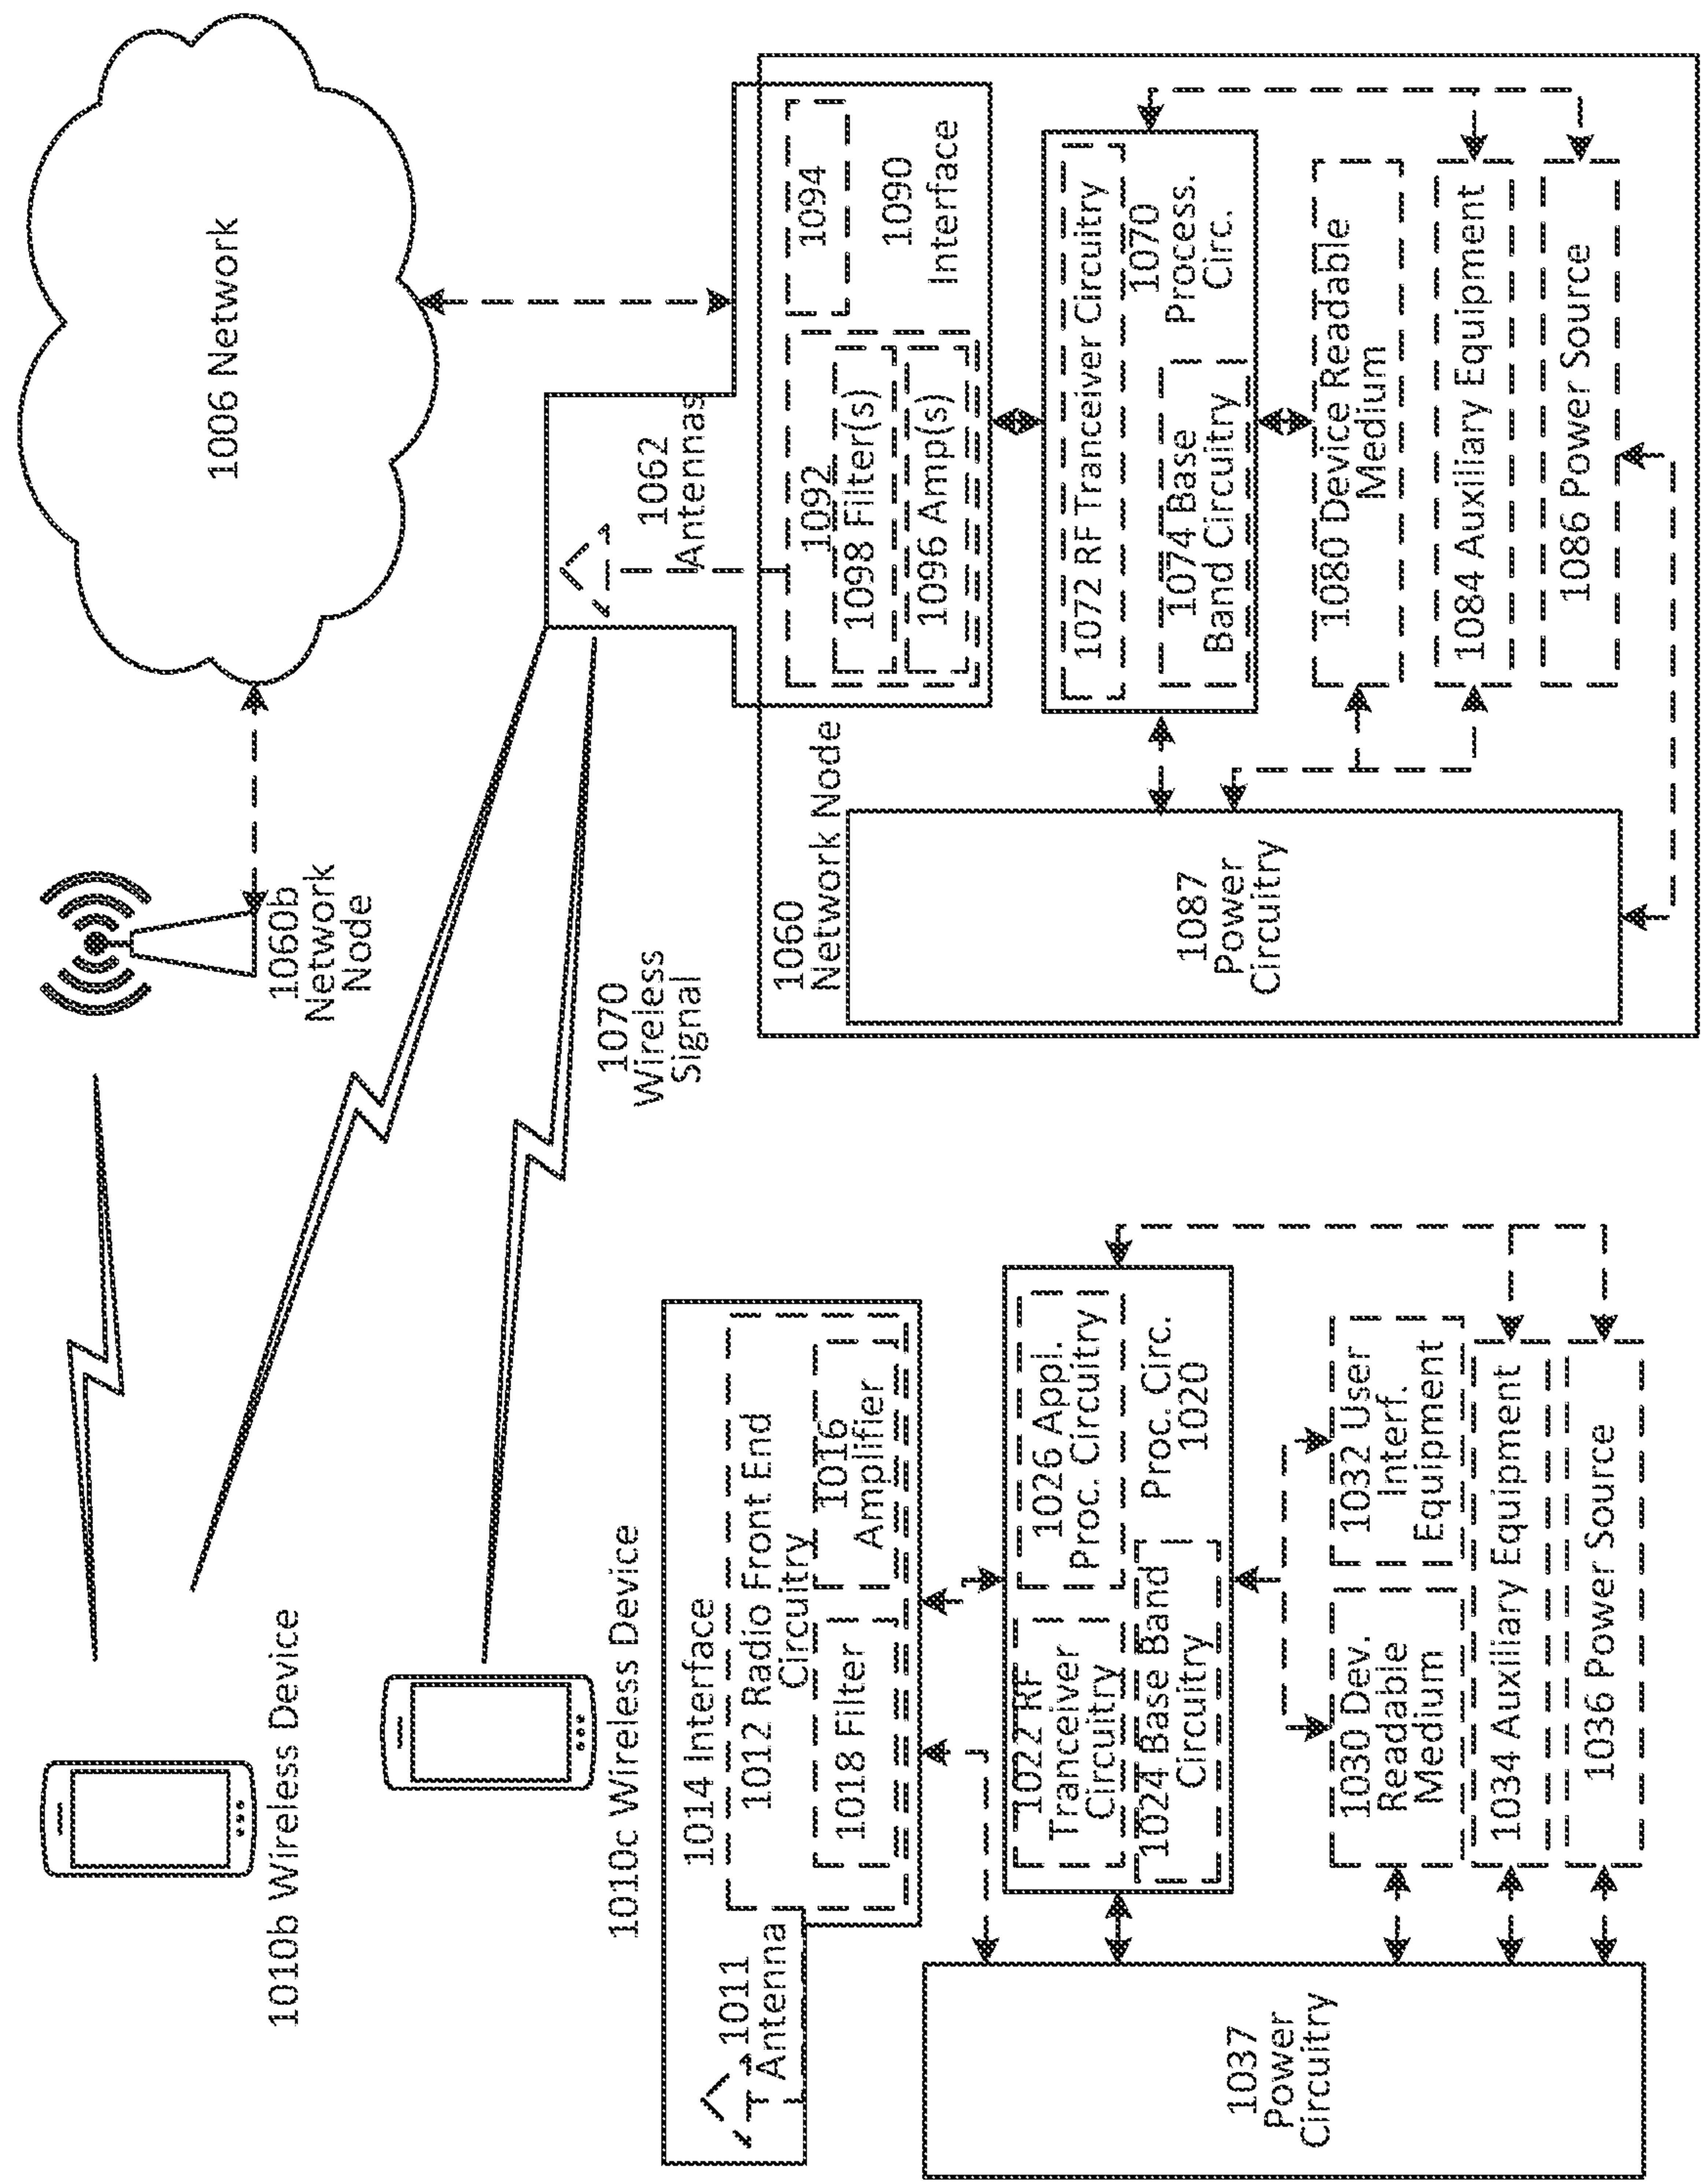 1006 Network
1060b
Network
Node
1010b Wireless Device
1010c Wireless Device
1070
Wireless
Signal
1062
Antennas
1060
Network Node
1092
1098 Filter(s)
1096 Amp(s)
1094
1090
Interface
1072 RF Tranceiver Circuitry
1074 Base
Band Circuitry
1070
Process.
Circ.
1080 Device Readable
Medium
1084 Auxiliary Equipment
1086 Power Source
1087
Power
Circuitry
1014 Interface
1011
Antenna
1012 Radio Front End
Circuitry
1018 Filter
1016
Amplifier
1022 RF
Tranceiver
Circuitry
1026 Appl.
Proc. Circuitry
1024 Base Band
Circuitry
Proc. Circ.
1020
1030 Dev.
Readable
Medium
1032 User
Interf.
Equipment
1034 Auxiliary Equipment
1036 Power Source
1037
Power
Circuitry